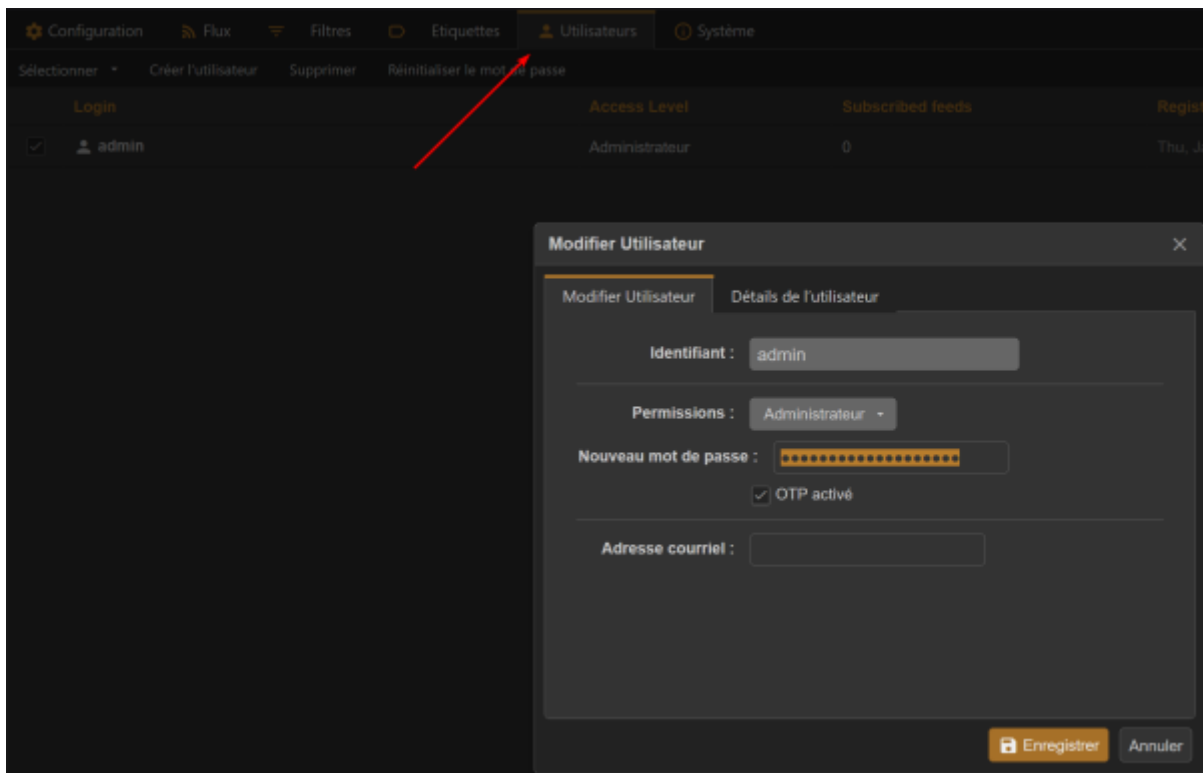 Configuration Flux Filtres Etiquettes Utilisateurs Système
Sélectionner Créer l'utilisateur Supprimer Réinitialiser le mot de passe
Login Access Level Subscribed feeds Regist
admin Administrateur 0 Thu, J
Modifier Utilisateur
Modifier Utilisateur Détails de l'utilisateur
Identifiant : admin
Permissions : Administrateur
Nouveau mot de passe :
OTP activé
Adresse courriel :
Enregistrer Annuler